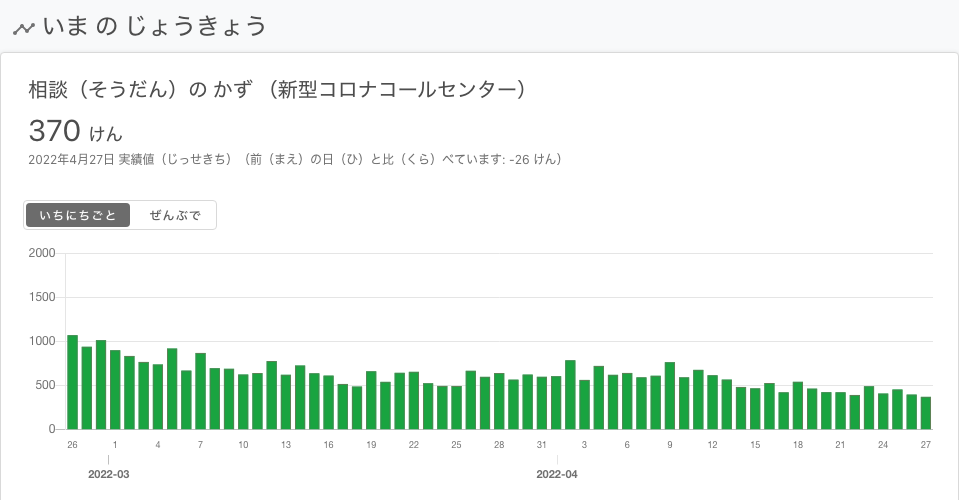 いま の じょうきょう
相談（そうだん）の かず （新型コロナコールセンター）
370 けん
2022年4月27日 実績値（じっせきち）（前（まえ）の日（ひ）と比（くら）べています: -26 けん）
いちにちごと ぜんぶで
2000
1500
1000
500
0
26 1 4 7 10 13 16 19 22 25 28 31 3 6 9 12 15 18 21 24 27
2022-03 2022-04